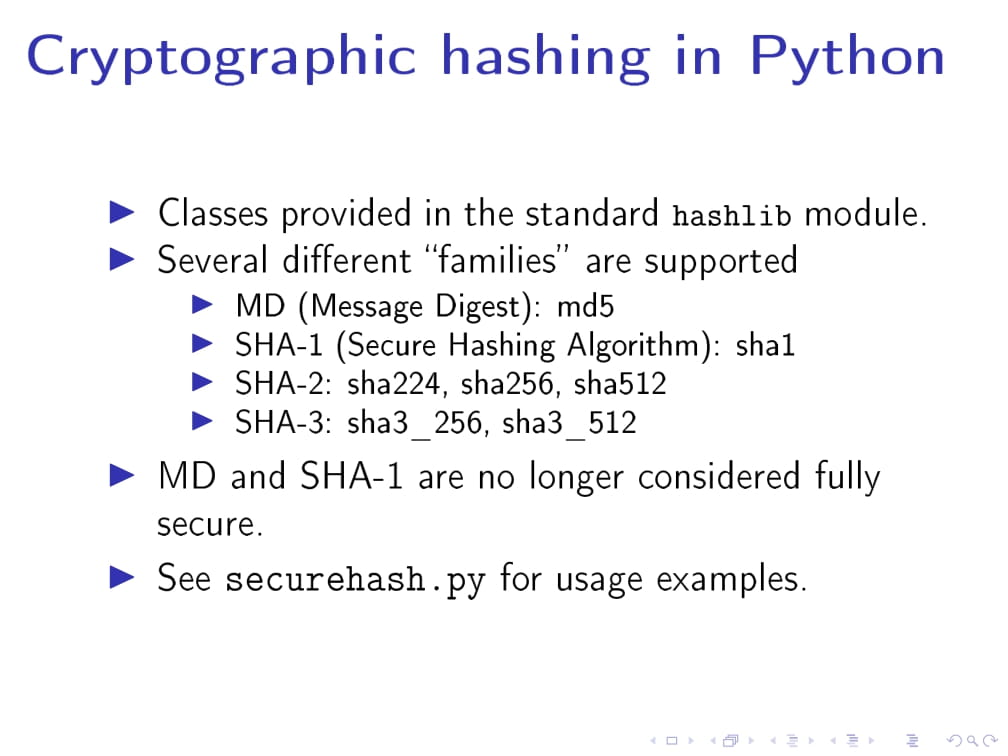 Cryptographic hashing in Python
Classes provided in the standard hashlib module.
Several different “families” are supported
MD (Message Digest): md5
SHA-1 (Secure Hashing Algorithm): sha1
SHA-2: sha224, sha256, sha512
SHA-3: sha3_256, sha3_512
MD and SHA-1 are no longer considered fully
secure.
See securehash.py for usage examples.